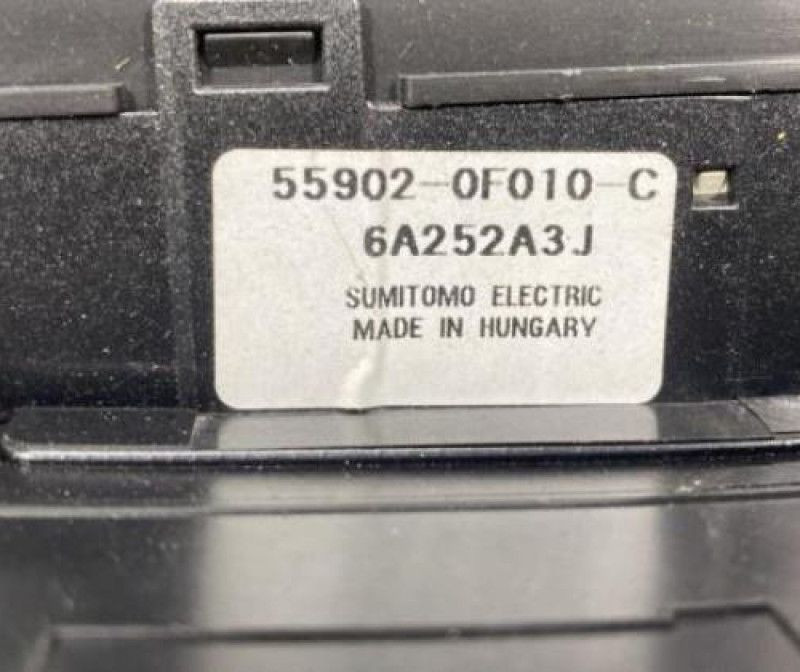 55902-0F010-C
6A252A3J
SUMITOMO ELECTRIC
MADE IN HUNGARY